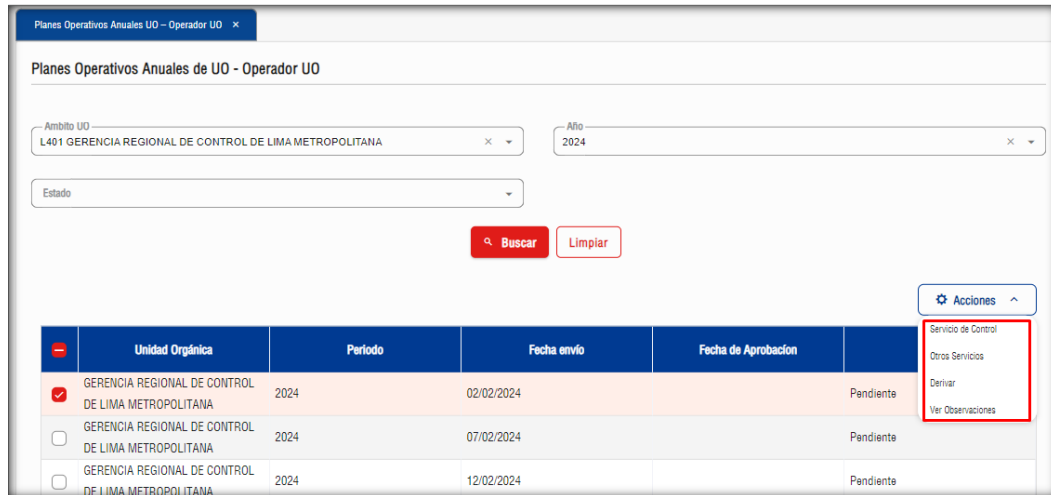 Planes Operativos Anuales UO – Operador UO ×
Planes Operativos Anuales de UO - Operador UO
Ambito UO
L401 GERENCIA REGIONAL DE CONTROL DE LIMA METROPOLITANA
Año
2024
Estado
Buscar
Limpiar
Acciones
Servicio de Control
Otros Servicios
Derivar
Ver Observaciones
Unidad Orgánica Periodo Fecha envío Fecha de Aprobacíon
GERENCIA REGIONAL DE CONTROL
DE LIMA METROPOLITANA
2024 02/02/2024 Pendiente
GERENCIA REGIONAL DE CONTROL
DE LIMA METROPOLITANA
2024 07/02/2024 Pendiente
GERENCIA REGIONAL DE CONTROL
DE LIMA METROPOLITANA
2024 12/02/2024 Pendiente